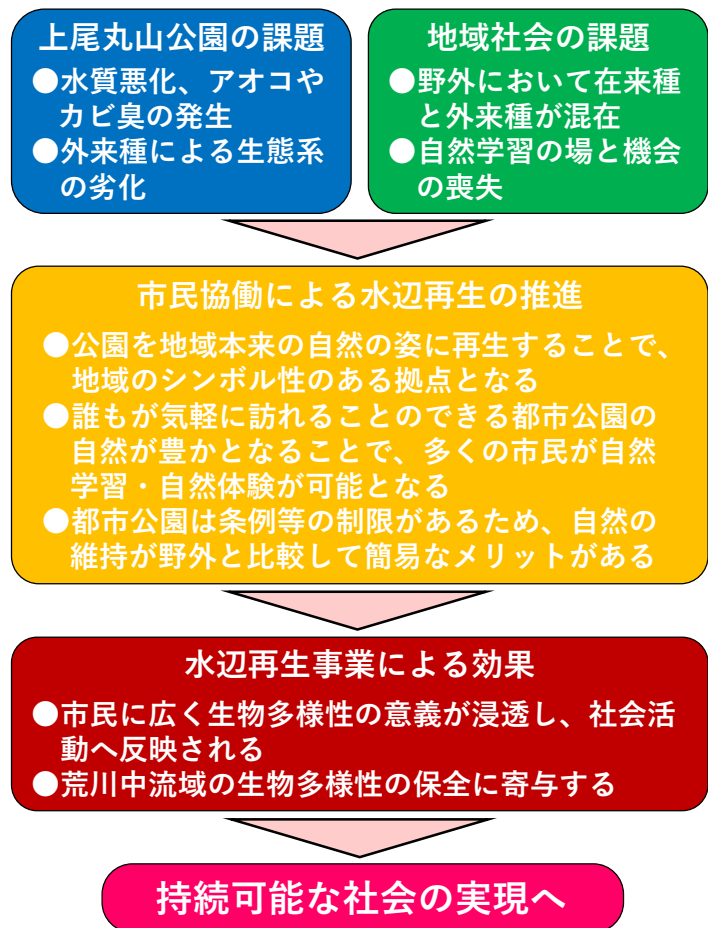 上尾丸山公園の課題
●水質悪化、アオコや
カビ臭の発生
●外来種による生態系
の劣化
地域社会の課題
●野外において在来種
と外来種が混在
●自然学習の場と機会
の喪失
市民協働による水辺再生の推進
●公園を地域本来の自然の姿に再生することで、
地域のシンボル性のある拠点となる
●誰もが気軽に訪れることのできる都市公園の
自然が豊かとなることで、多くの市民が自然
学習・自然体験が可能となる
●都市公園は条例等の制限があるため、自然の
維持が野外と比較して簡易なメリットがある
水辺再生事業による効果
●市民に広く生物多様性の意義が浸透し、社会活
動へ反映される
●荒川中流域の生物多様性の保全に寄与する
持続可能な社会の実現へ